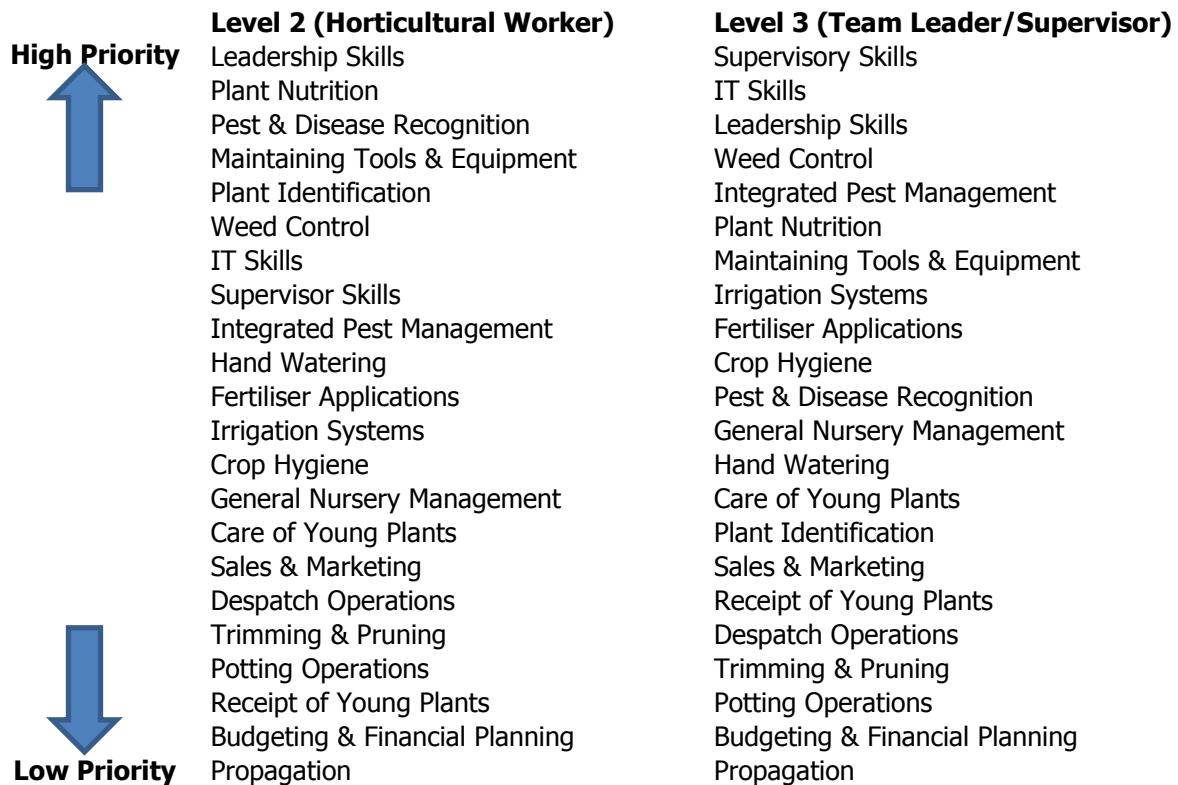 Level 2 (Horticultural Worker) Level 3 (Team Leader/Supervisor)
High Priority Leadership Skills Supervisory Skills
Plant Nutrition IT Skills
Pest & Disease Recognition Leadership Skills
Maintaining Tools & Equipment Weed Control
Plant Identification Integrated Pest Management
Weed Control Plant Nutrition
IT Skills Maintaining Tools & Equipment
Supervisor Skills Irrigation Systems
Integrated Pest Management Fertiliser Applications
Hand Watering Crop Hygiene
Fertiliser Applications Pest & Disease Recognition
Irrigation Systems General Nursery Management
Crop Hygiene Hand Watering
General Nursery Management Care of Young Plants
Care of Young Plants Plant Identification
Sales & Marketing Sales & Marketing
Despatch Operations Receipt of Young Plants
Trimming & Pruning Despatch Operations
Potting Operations Trimming & Pruning
Receipt of Young Plants Potting Operations
Budgeting & Financial Planning Budgeting & Financial Planning
Low Priority Propagation Propagation